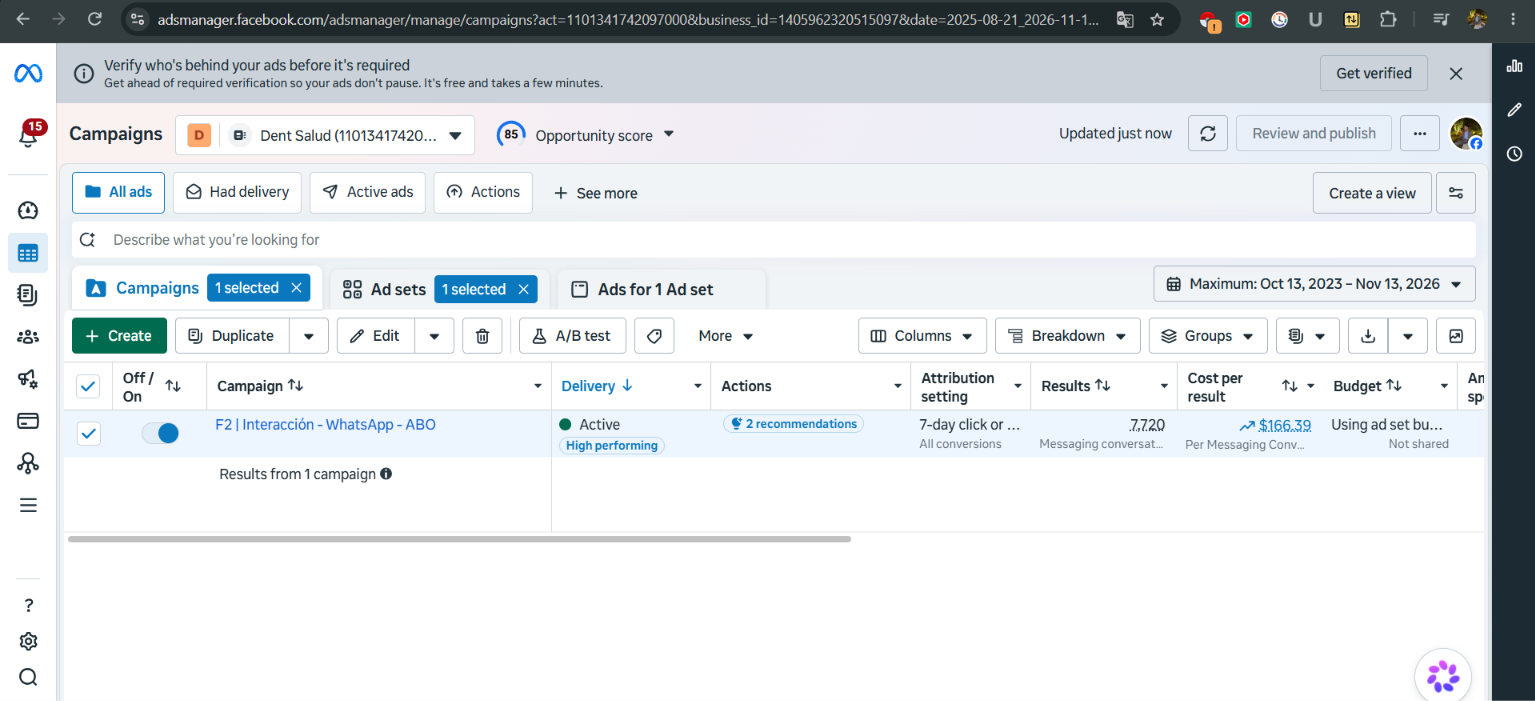 adsmanager.facebook.com/adsmanager/manage/campaigns?act=1101341742097000&business_id=1405962320515097&date=2025-08-21_2026-11-1...
Verify who's behind your ads before it's required
Get ahead of required verification so your ads don't pause. It's free and takes a few minutes.
Get verified
15
Campaigns
D
Dent Salud (11013417420...
85
Opportunity score
Updated just now
Review and publish
All ads
Had delivery
Active ads
Actions
See more
Create a view
Describe what you're looking for
Campaigns
1 selected
Ad sets
1 selected
Ads for 1 Ad set
Maximum: Oct 13, 2023 – Nov 13, 2026
Create
Duplicate
Edit
A/B test
More
Columns
Breakdown
Groups
Off / On
Campaign
Delivery
Actions
Attribution setting
Results
Cost per result
Budget
F2 | Interacción - WhatsApp - ABO
Active
High performing
2 recommendations
7-day click or ...
All conversions
7,720
Messaging conversat...
$166.39
Per Messaging Conv...
Using ad set bu...
Not shared
Results from 1 campaign